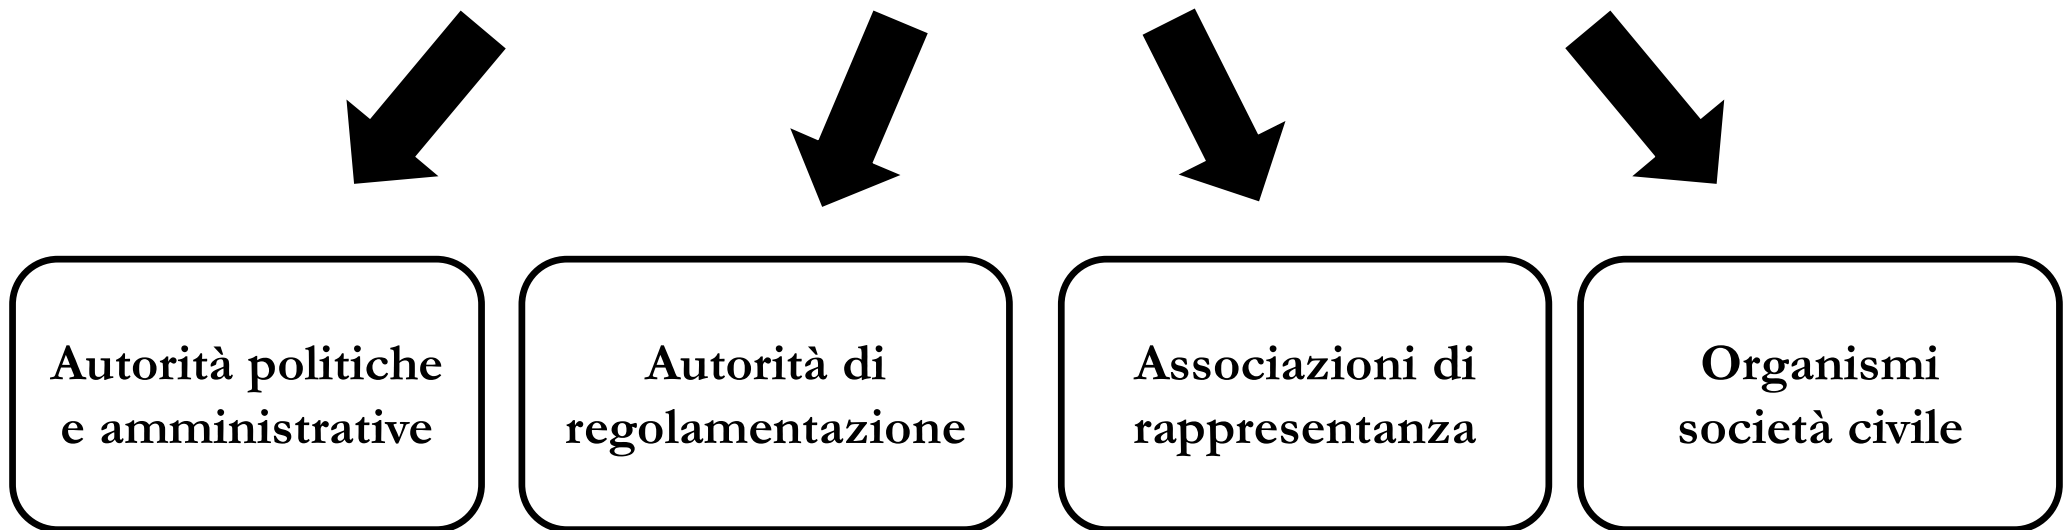 Autorità politiche
e amministrative
Autorità di
regolamentazione
Associazioni di
rappresentanza
Organismi
società civile